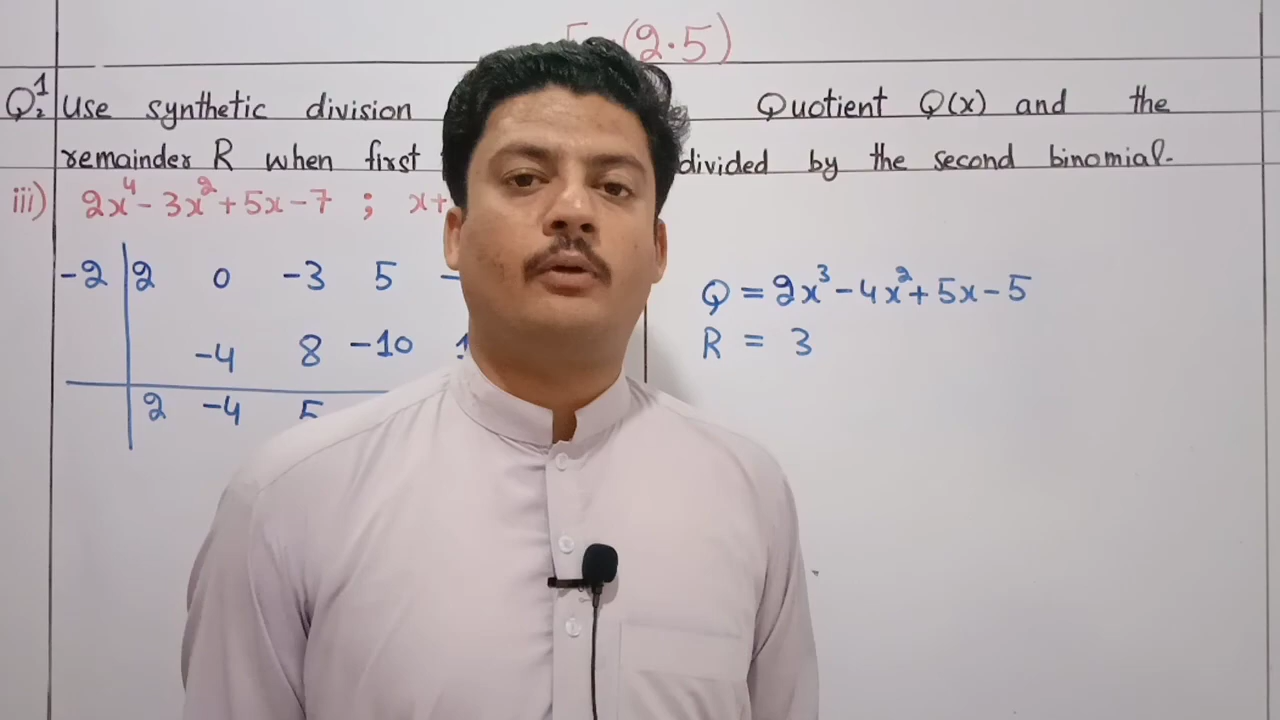 (2.5)
Q1/2 Use synthetic division Quotient Q(x) and the
remainder R when first divided by the second binomial.
iii) 2x⁴ - 3x² + 5x - 7 ; x+
-2 | 2 0 -3 5 -
-4 8 -10 1
2 -4 5
Q = 2x³ - 4x² + 5x - 5
R = 3